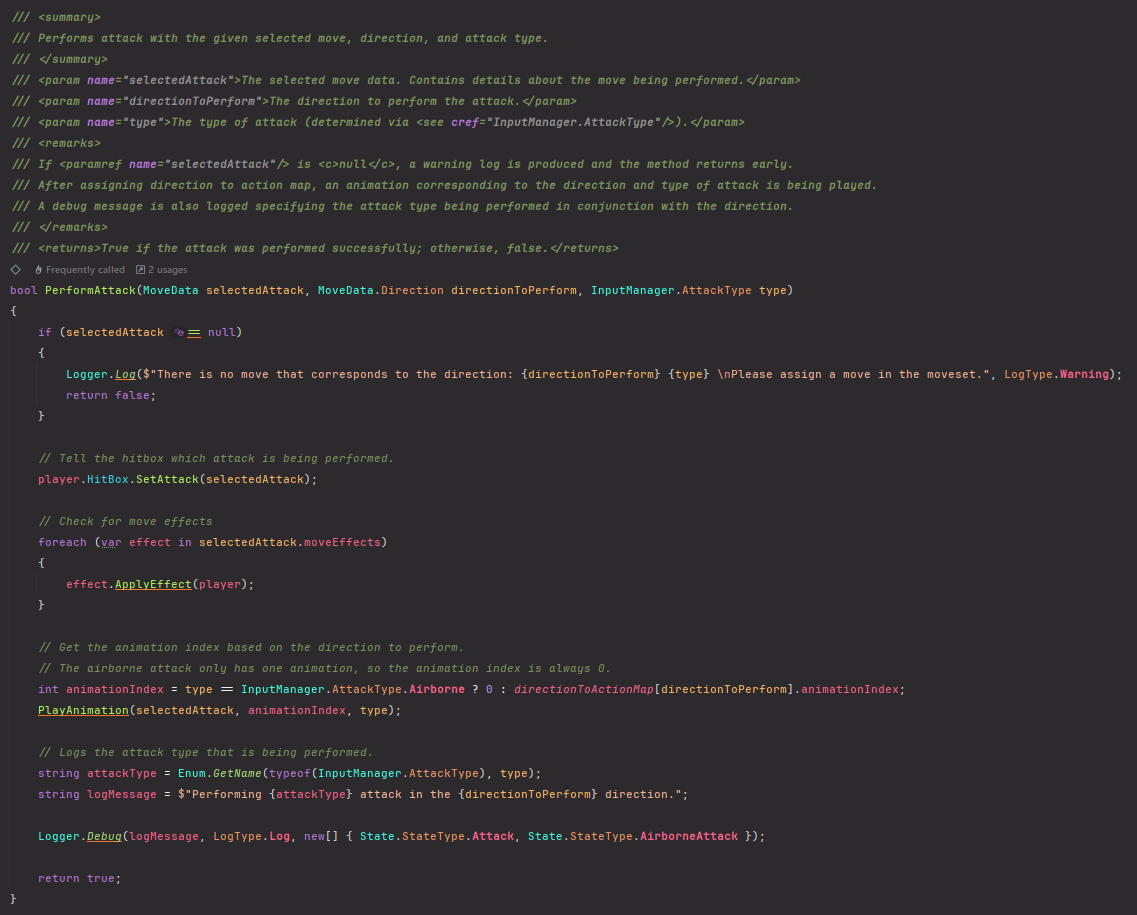 /// <summary>
/// Performs attack with the given selected move, direction, and attack type.
/// </summary>
/// <param name="selectedAttack">The selected move data. Contains details about the move being performed.</param>
/// <param name="directionToPerform">The direction to perform the attack.</param>
/// <param name="type">The type of attack (determined via <see cref="InputManager.AttackType"/>).</param>
/// <remarks>
/// If <paramref name="selectedAttack"/> is <c>null</c>, a warning log is produced and the method returns early.
/// After assigning direction to action map, an animation corresponding to the direction and type of attack is being played.
/// A debug message is also logged specifying the attack type being performed in conjunction with the direction.
/// </remarks>
/// <returns>True if the attack was performed successfully; otherwise, false.</returns>
Frequently called 2 usages
bool PerformAttack(MoveData selectedAttack, MoveData.Direction directionToPerform, InputManager.AttackType type)
{
    if (selectedAttack == null)
    {
        Logger.Log($"There is no move that corresponds to the direction: {directionToPerform} {type} \nPlease assign a move in the moveset.", LogType.Warning);
        return false;
    }

    // Tell the hitbox which attack is being performed.
    player.HitBox.SetAttack(selectedAttack);

    // Check for move effects
    foreach (var effect in selectedAttack.moveEffects)
    {
        effect.ApplyEffect(player);
    }

    // Get the animation index based on the direction to perform.
    // The airborne attack only has one animation, so the animation index is always 0.
    int animationIndex = type == InputManager.AttackType.Airborne ? 0 : directionToActionMap[directionToPerform].animationIndex;
    PlayAnimation(selectedAttack, animationIndex, type);

    // Logs the attack type that is being performed.
    string attackType = Enum.GetName(typeof(InputManager.AttackType), type);
    string logMessage = $"Performing {attackType} attack in the {directionToPerform} direction.";

    Logger.Debug(logMessage, LogType.Log, new[] { State.StateType.Attack, State.StateType.AirborneAttack });

    return true;
}